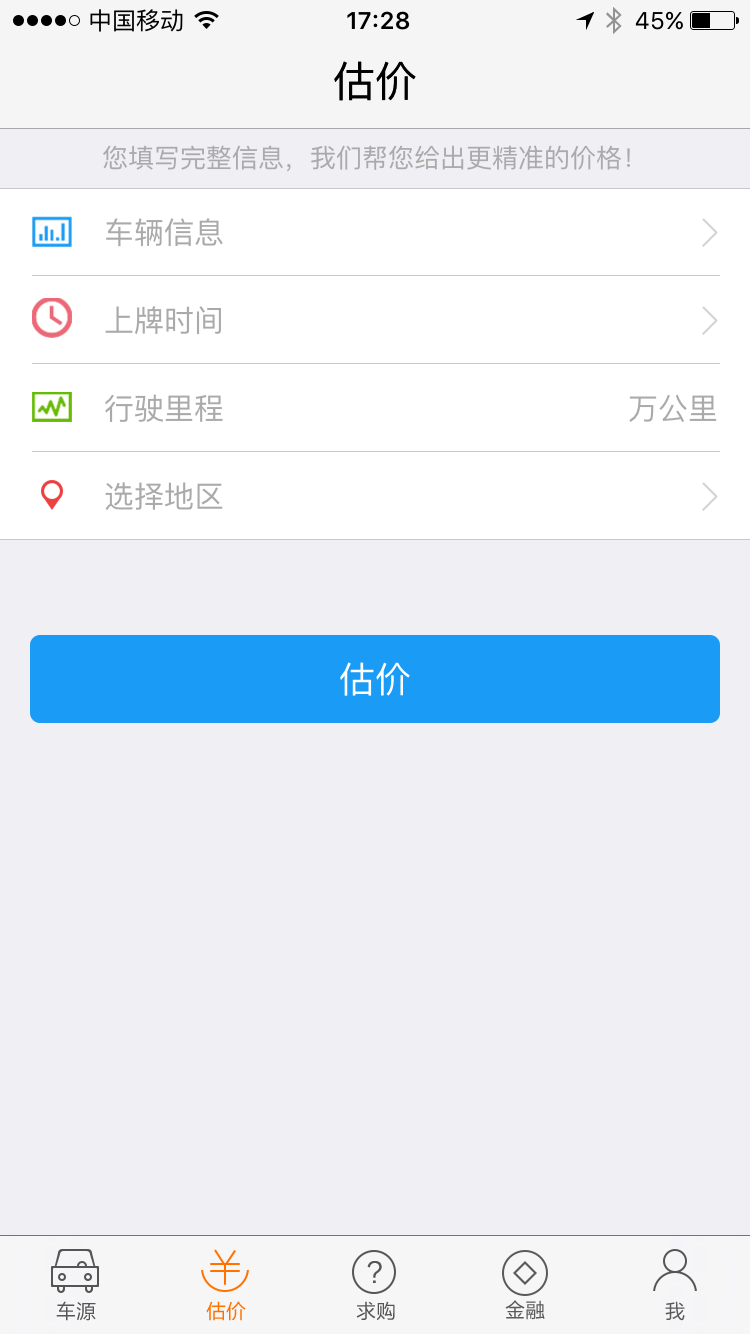 中国移动 17:28 45%
估价
您填写完整信息，我们帮您给出更精准的价格！
车辆信息
上牌时间
行驶里程 万公里
选择地区
估价
车源 估价 求购 金融 我